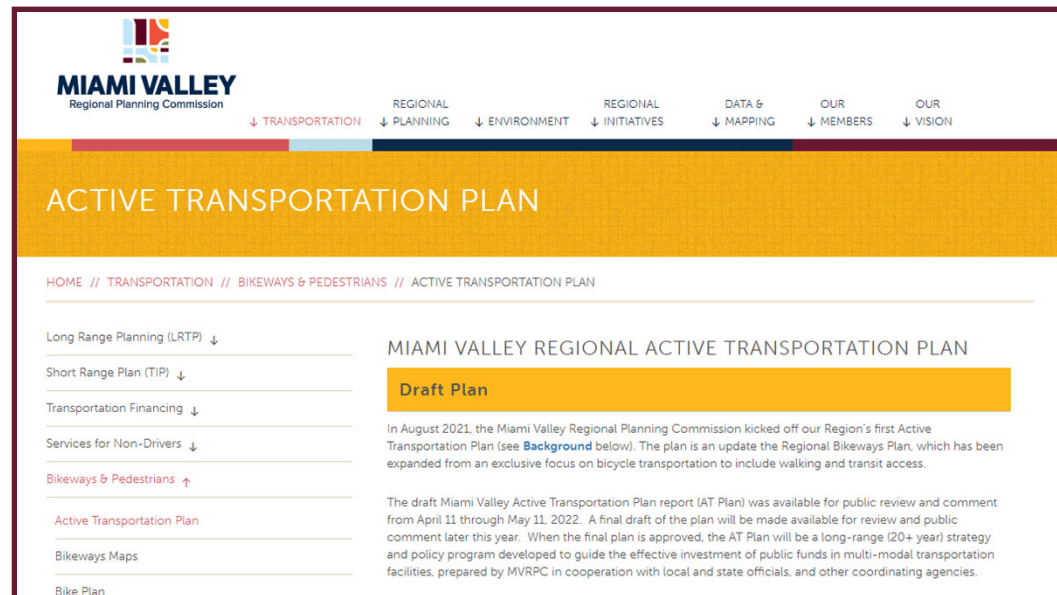 MIAMI VALLEY
Regional Planning Commission
↓ TRANSPORTATION
REGIONAL
↓ PLANNING
↓ ENVIRONMENT
REGIONAL
↓ INITIATIVES
DATA &
↓ MAPPING
OUR
↓ MEMBERS
OUR
↓ VISION
ACTIVE TRANSPORTATION PLAN
HOME // TRANSPORTATION // BIKEWAYS & PEDESTRIANS // ACTIVE TRANSPORTATION PLAN
Long Range Planning (LRTP) ↓
Short Range Plan (TIP) ↓
Transportation Financing ↓
Services for Non-Drivers ↓
Bikeways & Pedestrians ↑
Active Transportation Plan
Bikeways Maps
Bike Plan
MIAMI VALLEY REGIONAL ACTIVE TRANSPORTATION PLAN
Draft Plan
In August 2021, the Miami Valley Regional Planning Commission kicked off our Region's first Active
Transportation Plan (see Background below). The plan is an update the Regional Bikeways Plan, which has been
expanded from an exclusive focus on bicycle transportation to include walking and transit access.
The draft Miami Valley Active Transportation Plan report (AT Plan) was available for public review and comment
from April 11 through May 11, 2022. A final draft of the plan will be made available for review and public
comment later this year. When the final plan is approved, the AT Plan will be a long-range (20+ year) strategy
and policy program developed to guide the effective investment of public funds in multi-modal transportation
facilities, prepared by MVRPC in cooperation with local and state officials, and other coordinating agencies.